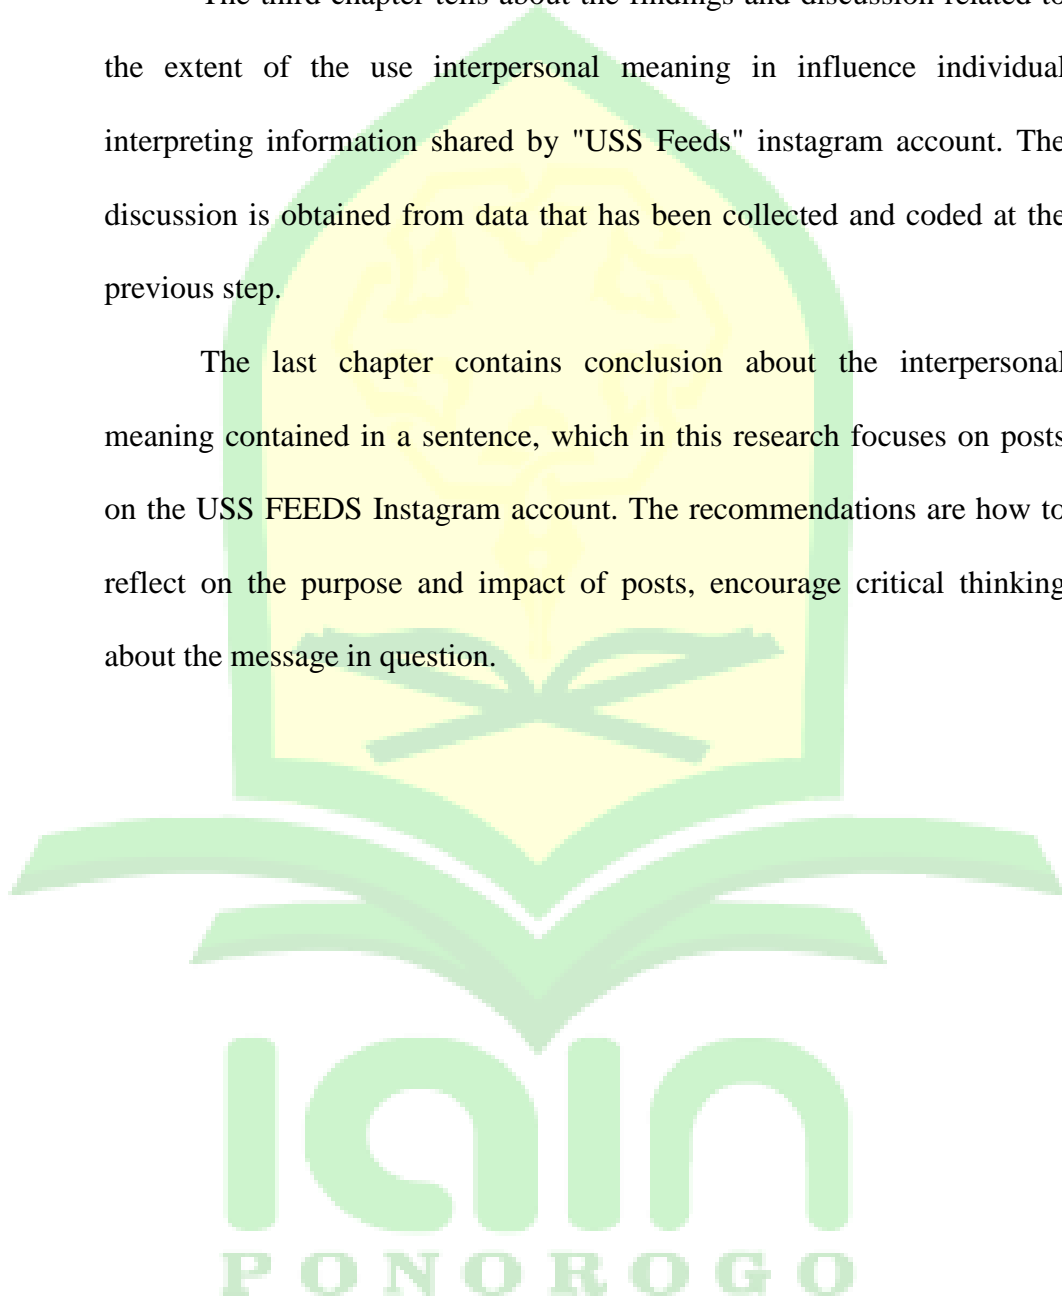 The third chapter tells about the findings and discussion related to
the extent of the use interpersonal meaning in influence individual
interpreting information shared by "USS Feeds" instagram account. The
discussion is obtained from data that has been collected and coded at the
previous step.
The last chapter contains conclusion about the interpersonal
meaning contained in a sentence, which in this research focuses on posts
on the USS FEEDS Instagram account. The recommendations are how to
reflect on the purpose and impact of posts, encourage critical thinking
about the message in question.
iain
PONOROGO